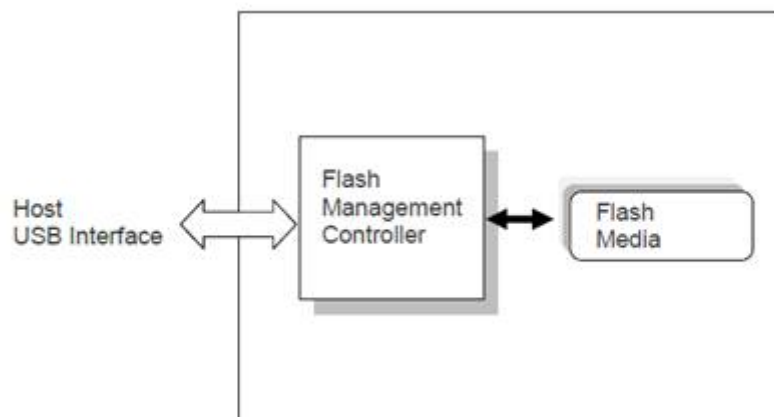 Host
USB Interface
Flash
Management
Controller
Flash
Media